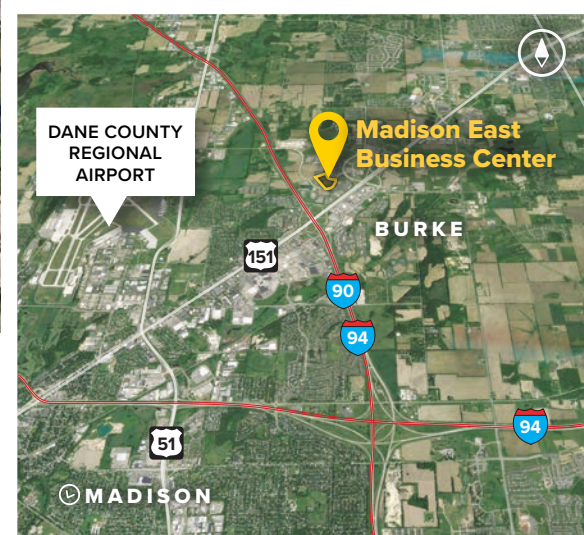 DANE COUNTY
REGIONAL
AIRPORT
Madison East
Business Center
BURKE
151
90
94
94
51
MADISON